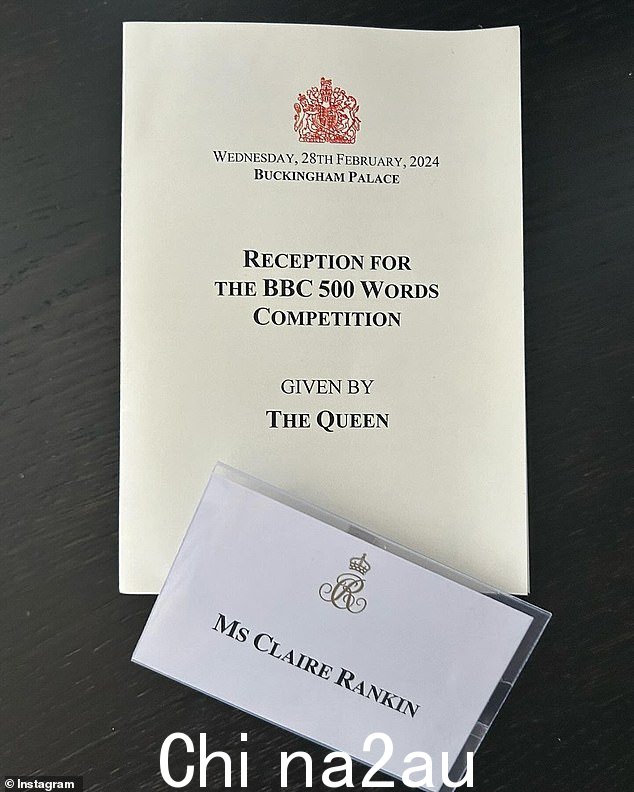 WEDNESDAY, 28TH FEBRUARY, 2024
BUCKINGHAM PALACE
RECEPTION FOR
THE BBC 500 WORDS
COMPETITION
GIVEN BY
THE QUEEN
MS CLAIRE RANKIN
Chi na2au
© Instagram